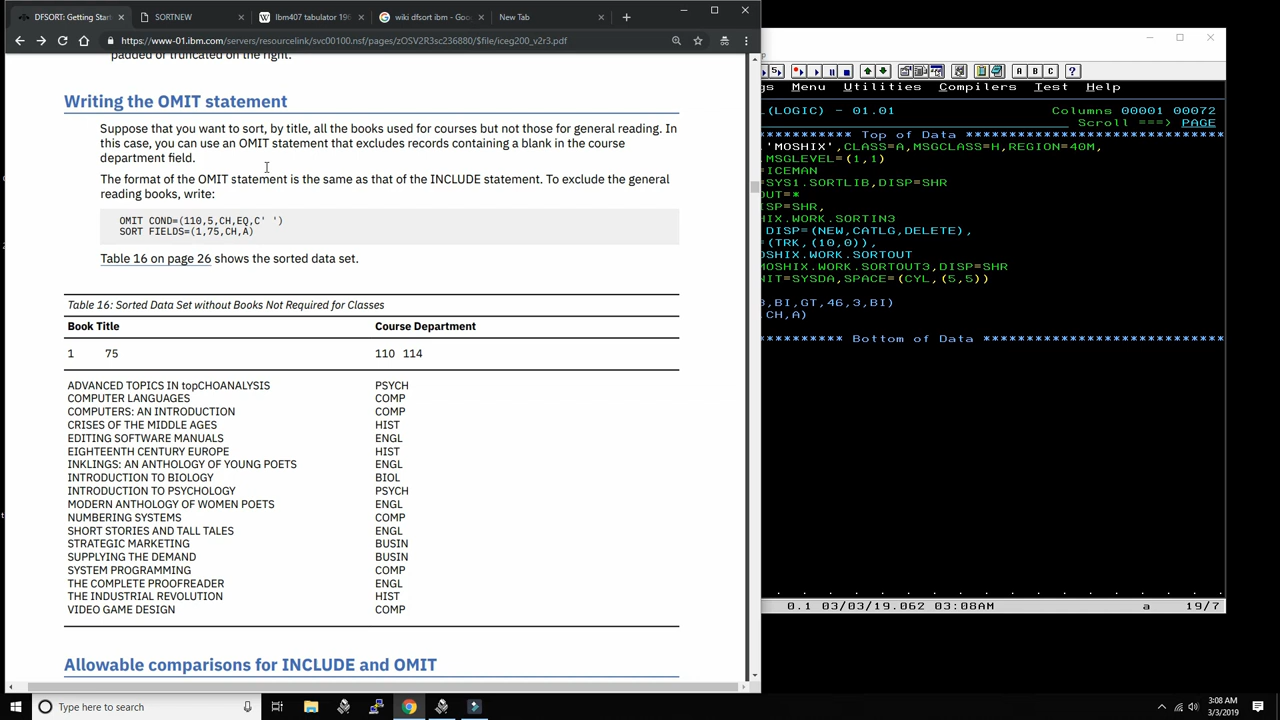 DFSORT: Getting Star
SORTNEW
Ibm407 tabulator 196
wiki dfsort ibm - Goo
New Tab
https://www-01.ibm.com/servers/resourcelink/svc00100.nsf/pages/zOSV2R3sc236880/$file/iceg200_v2r3.pdf
padded or truncated on the right.
Writing the OMIT statement
Suppose that you want to sort, by title, all the books used for courses but not those for general reading. In
this case, you can use an OMIT statement that excludes records containing a blank in the course
department field.
The format of the OMIT statement is the same as that of the INCLUDE statement. To exclude the general
reading books, write:
OMIT COND=(110,5,CH,EQ,C' ')
SORT FIELDS=(1,75,CH,A)
Table 16 on page 26 shows the sorted data set.
Table 16: Sorted Data Set without Books Not Required for Classes
Book Title Course Department
1 75 110 114
ADVANCED TOPICS IN topCHOANALYSIS PSYCH
COMPUTER LANGUAGES COMP
COMPUTERS: AN INTRODUCTION COMP
CRISES OF THE MIDDLE AGES HIST
EDITING SOFTWARE MANUALS ENGL
EIGHTEENTH CENTURY EUROPE HIST
INKLINGS: AN ANTHOLOGY OF YOUNG POETS ENGL
INTRODUCTION TO BIOLOGY BIOL
INTRODUCTION TO PSYCHOLOGY PSYCH
MODERN ANTHOLOGY OF WOMEN POETS ENGL
NUMBERING SYSTEMS COMP
SHORT STORIES AND TALL TALES ENGL
STRATEGIC MARKETING BUSIN
SUPPLYING THE DEMAND BUSIN
SYSTEM PROGRAMMING COMP
THE COMPLETE PROOFREADER ENGL
THE INDUSTRIAL REVOLUTION HIST
VIDEO GAME DESIGN COMP
Allowable comparisons for INCLUDE and OMIT
A B C ?
gs Menu Utilities Compilers Test Help
(LOGIC) - 01.01 Columns 00001 00072
Scroll ===> PAGE
********** Top of Data **************************
,'MOSHIX',CLASS=A,MSGCLASS=H,REGION=40M,
MSGLEVEL=(1,1)
=ICEMAN
=SYS1.SORTLIB,DISP=SHR
OUT=*
SP=SHR,
HIX.WORK.SORTIN3
DISP=(NEW,CATLG,DELETE),
=(TRK,(10,0)),
OSHIX.WORK.SORTOUT
MOSHIX.WORK.SORTOUT3,DISP=SHR
NIT=SYSDA,SPACE=(CYL,(5,5))
3,BI,GT,46,3,BI)
CH,A)
********* Bottom of Data *************************
0.1 03/03/19.062 03:08AM a 19/7
Type here to search
3:08 AM
3/3/2019